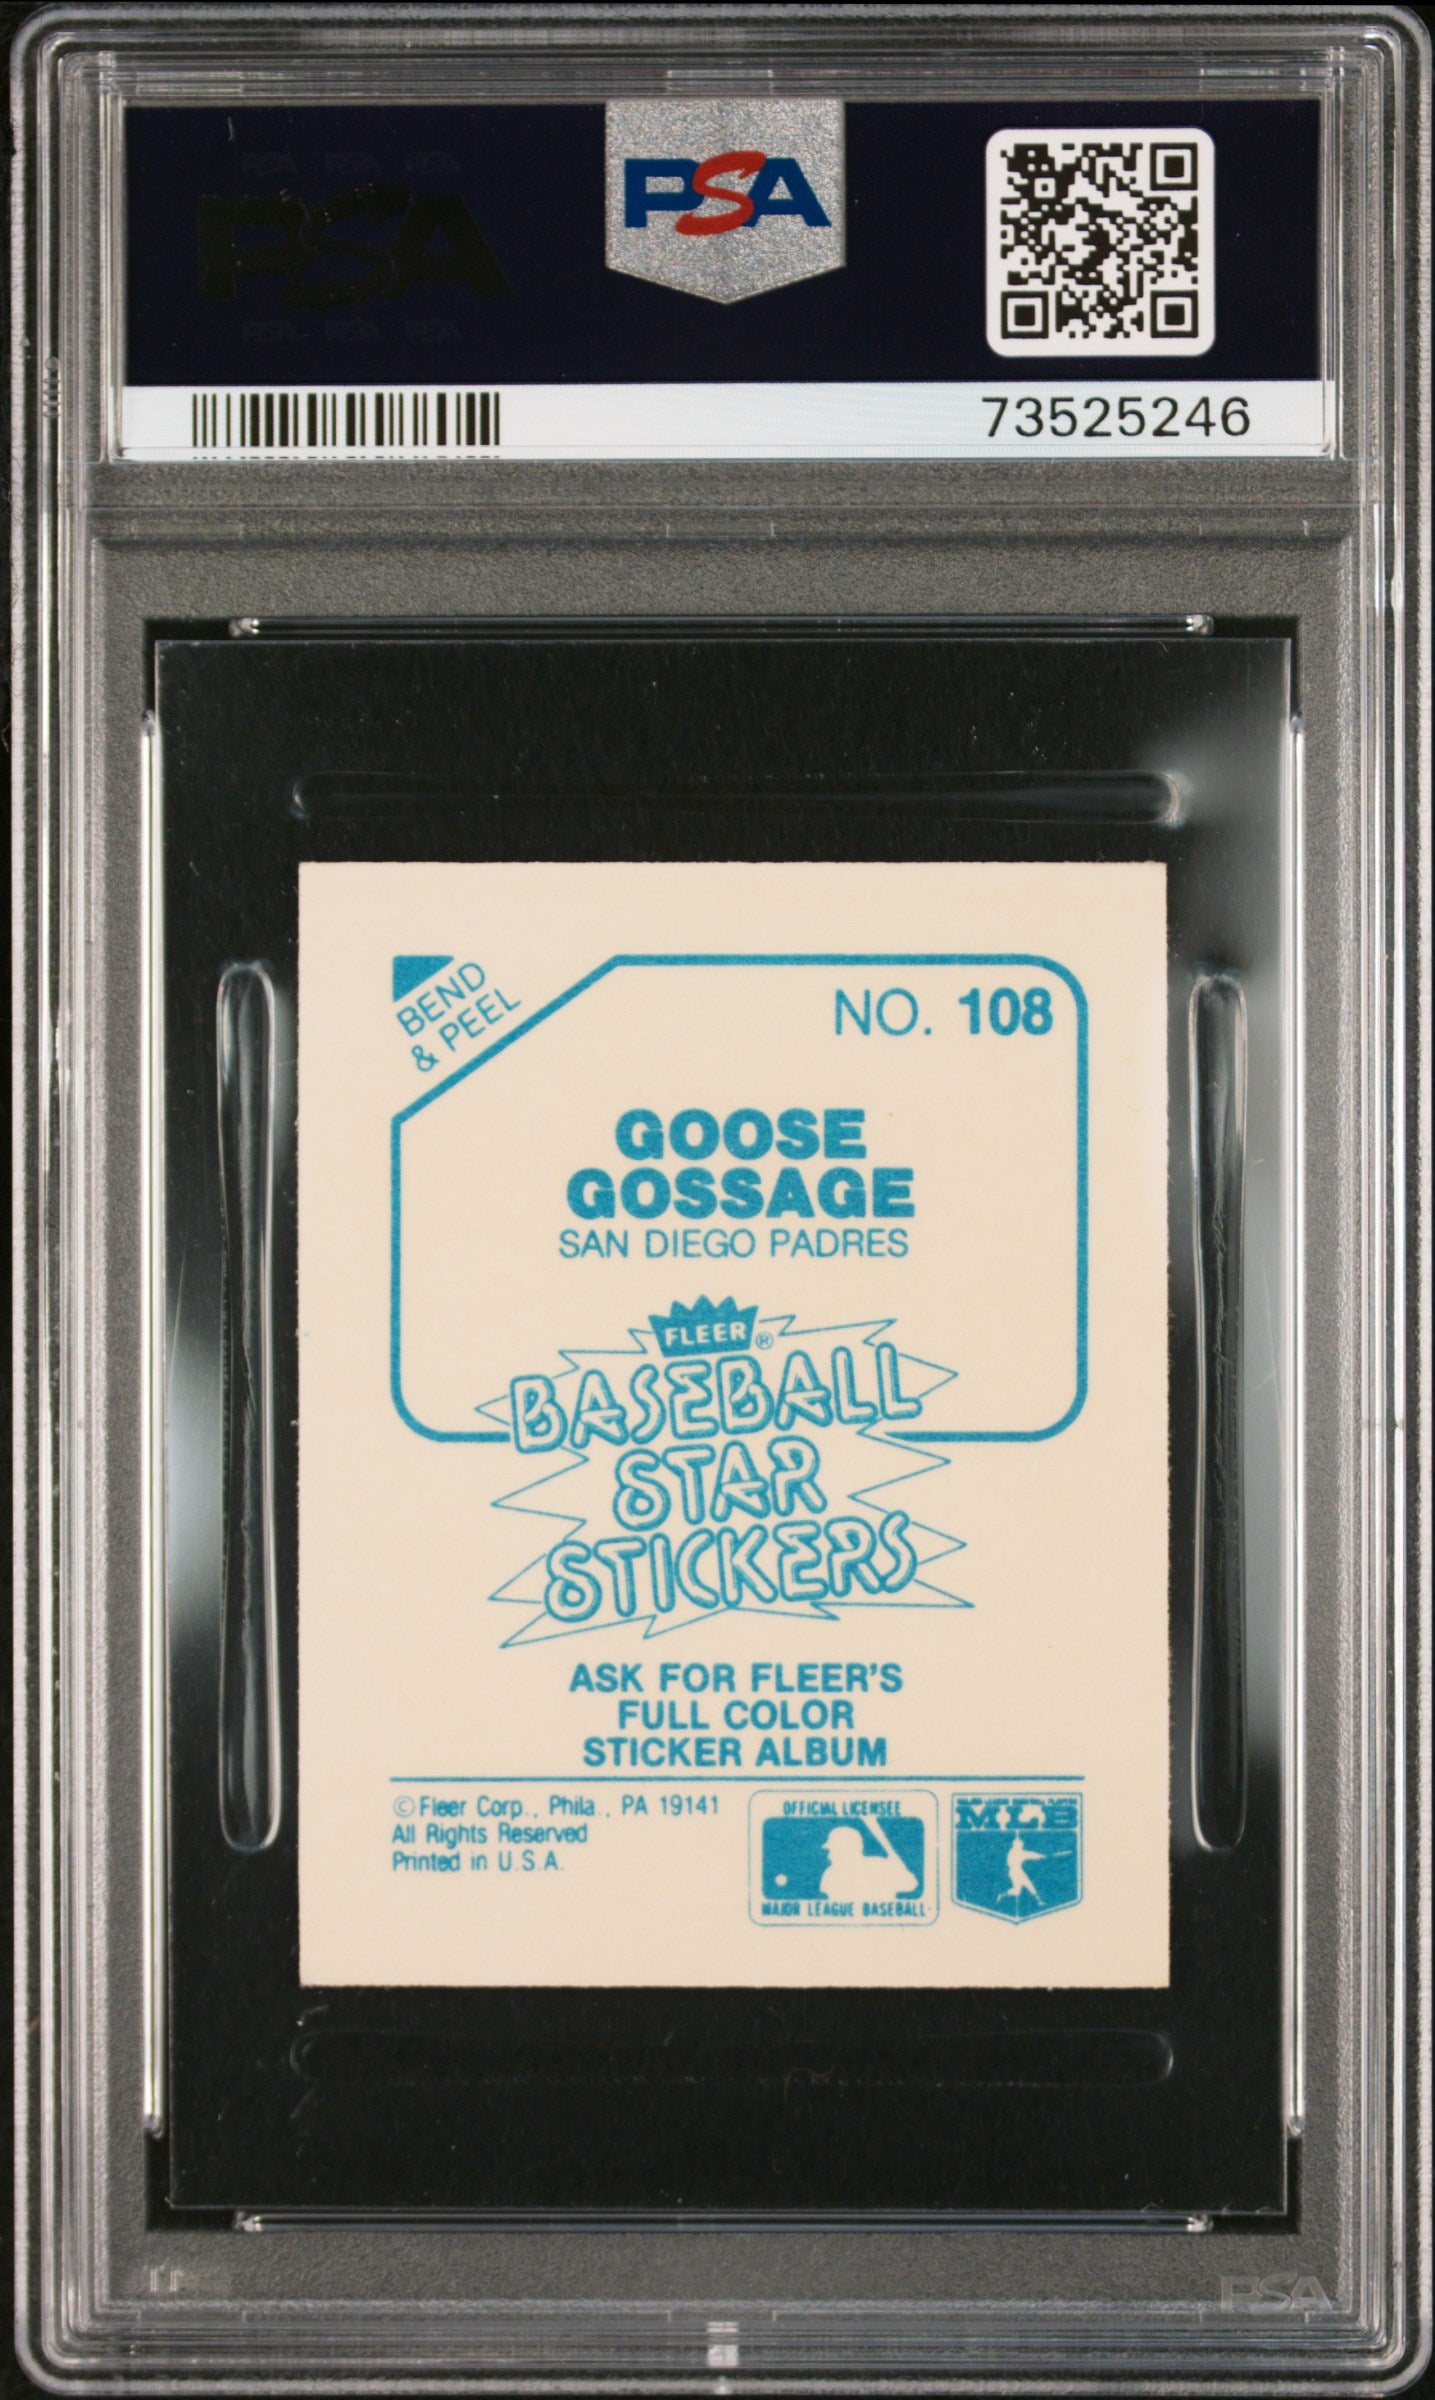 PSA
PSA
73525246
BEND
& PEEL
NO. 108
GOOSE
GOSSAGE
SAN DIEGO PADRES
FLEER®
BASEBALL
STAR
STICKERS
ASK FOR FLEER'S
FULL COLOR
STICKER ALBUM
© Fleer Corp., Phila., PA 19141
All Rights Reserved
Printed in U.S.A.
OFFICIAL LICENSEE
MAJOR LEAGUE BASEBALL
MLB
PSA